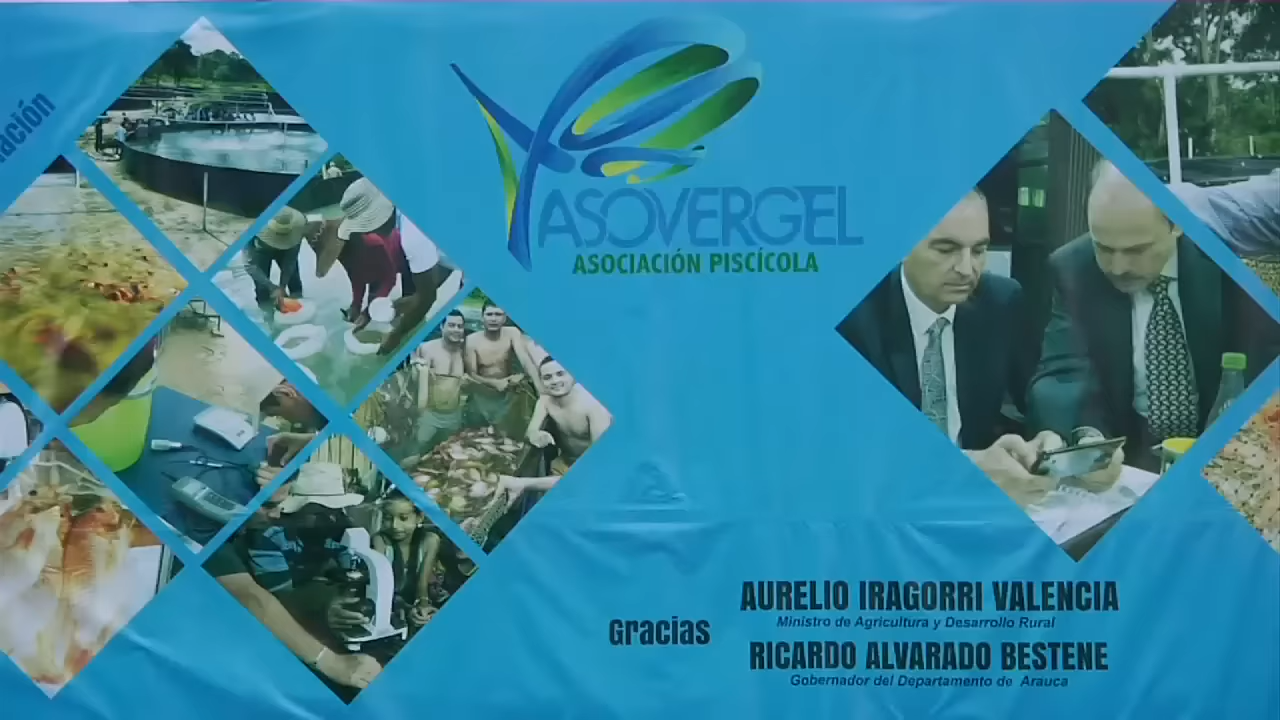 ASOVERGEL
ASOCIACIÓN PISCÍCOLA
Gracias
AURELIO IRAGORRI VALENCIA
Ministro de Agricultura y Desarrollo Rural
RICARDO ALVARADO BESTENE
Gobernador del Departamento de Arauca